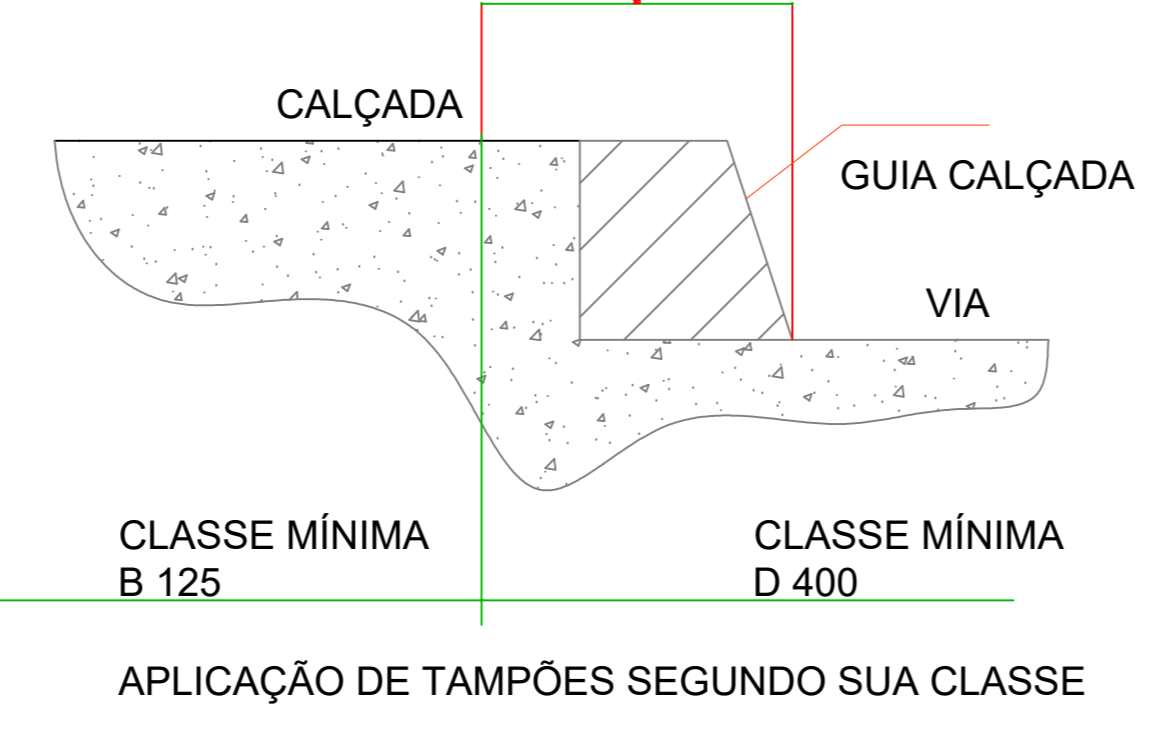 CALÇADA
GUIA CALÇADA
VIA
CLASSE MÍNIMA
B 125
CLASSE MÍNIMA
D 400
APLICAÇÃO DE TAMPÕES SEGUNDO SUA CLASSE